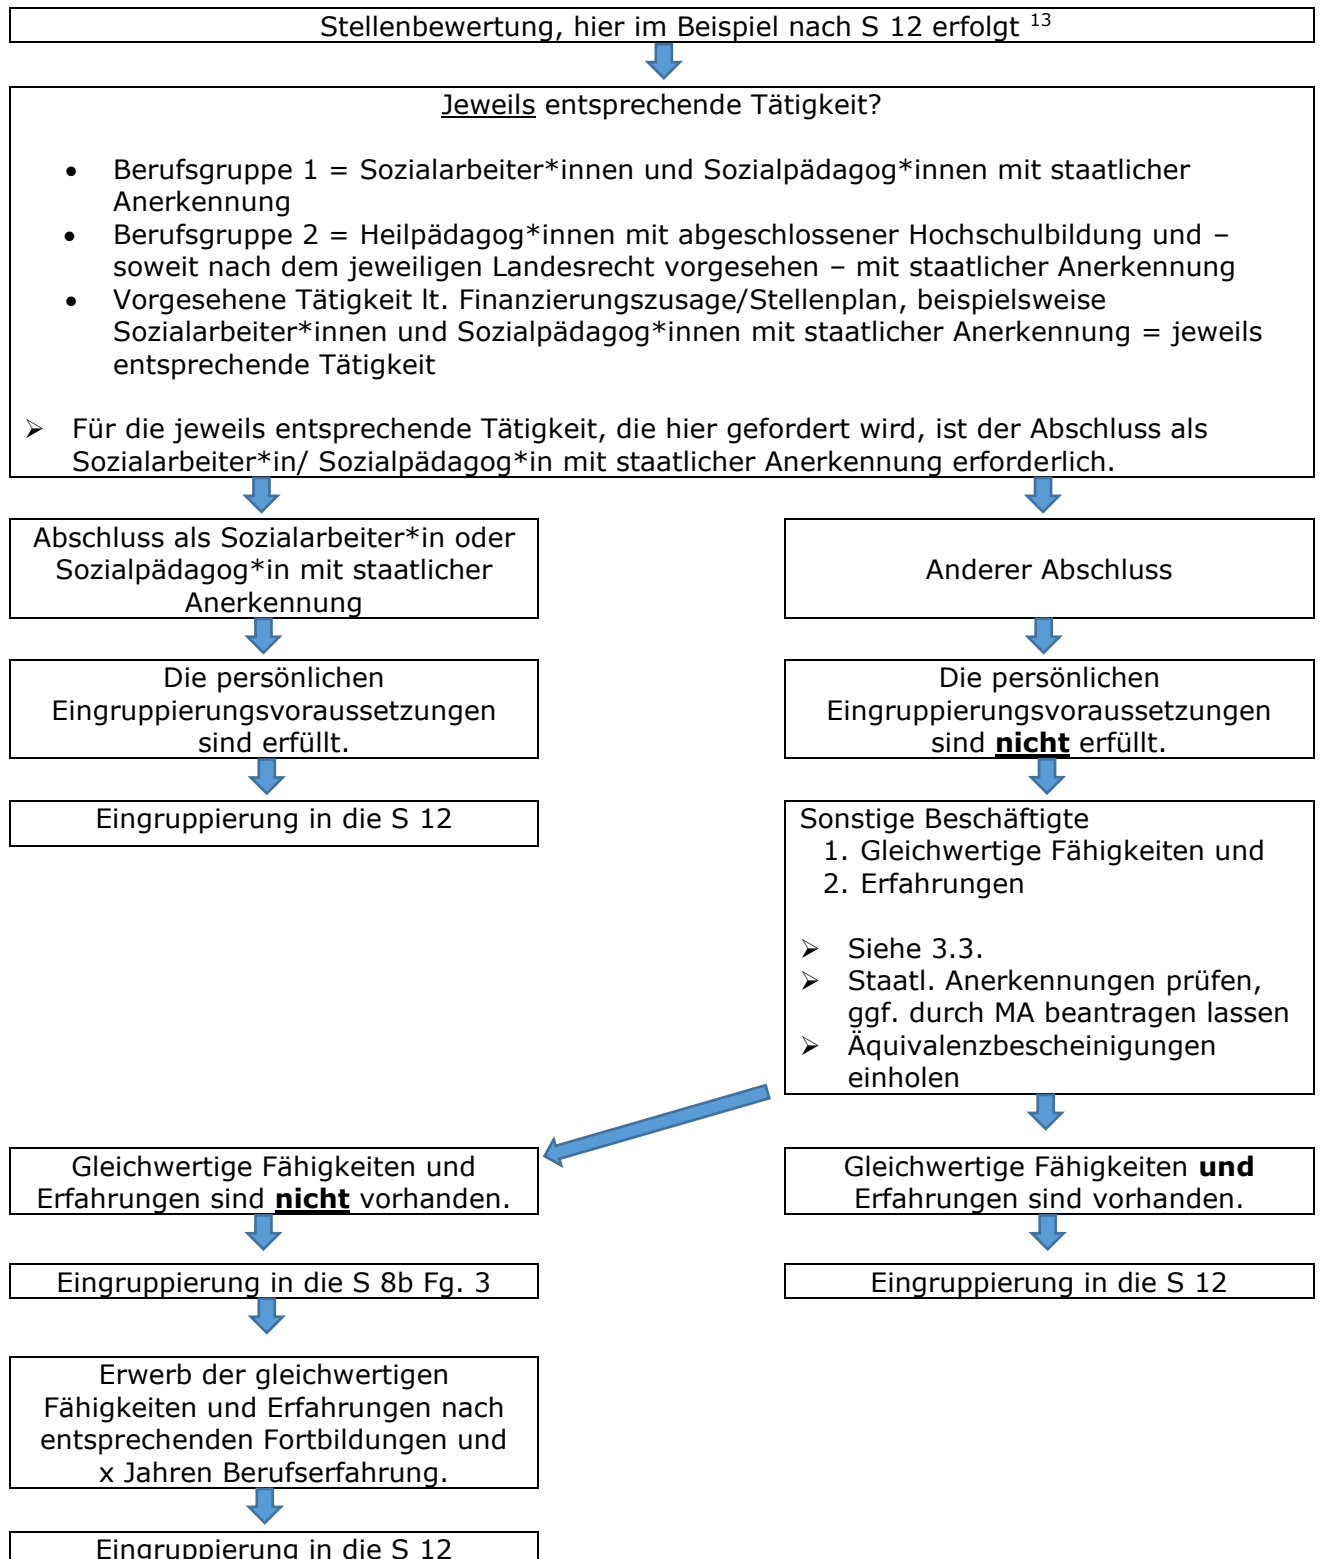 Stellenbewertung, hier im Beispiel nach S 12 erfolgt ¹³
Jeweils entsprechende Tätigkeit?
• Berufsgruppe 1 = Sozialarbeiter*innen und Sozialpädagog*innen mit staatlicher
Anerkennung
• Berufsgruppe 2 = Heilpädagog*innen mit abgeschlossener Hochschulbildung und –
soweit nach dem jeweiligen Landesrecht vorgesehen – mit staatlicher Anerkennung
• Vorgesehene Tätigkeit lt. Finanzierungszusage/Stellenplan, beispielsweise
Sozialarbeiter*innen und Sozialpädagog*innen mit staatlicher Anerkennung = jeweils
entsprechende Tätigkeit
➢ Für die jeweils entsprechende Tätigkeit, die hier gefordert wird, ist der Abschluss als
Sozialarbeiter*in/ Sozialpädagog*in mit staatlicher Anerkennung erforderlich.
Abschluss als Sozialarbeiter*in oder
Sozialpädagog*in mit staatlicher
Anerkennung
Anderer Abschluss
Die persönlichen
Eingruppierungsvoraussetzungen
sind erfüllt.
Die persönlichen
Eingruppierungsvoraussetzungen
sind nicht erfüllt.
Eingruppierung in die S 12
Sonstige Beschäftigte
1. Gleichwertige Fähigkeiten und
2. Erfahrungen
➢ Siehe 3.3.
➢ Staatl. Anerkennungen prüfen,
ggf. durch MA beantragen lassen
➢ Äquivalenzbescheinigungen
einholen
Gleichwertige Fähigkeiten und
Erfahrungen sind nicht vorhanden.
Gleichwertige Fähigkeiten und
Erfahrungen sind vorhanden.
Eingruppierung in die S 8b Fg. 3
Eingruppierung in die S 12
Erwerb der gleichwertigen
Fähigkeiten und Erfahrungen nach
entsprechenden Fortbildungen und
x Jahren Berufserfahrung.
Eingruppierung in die S 12